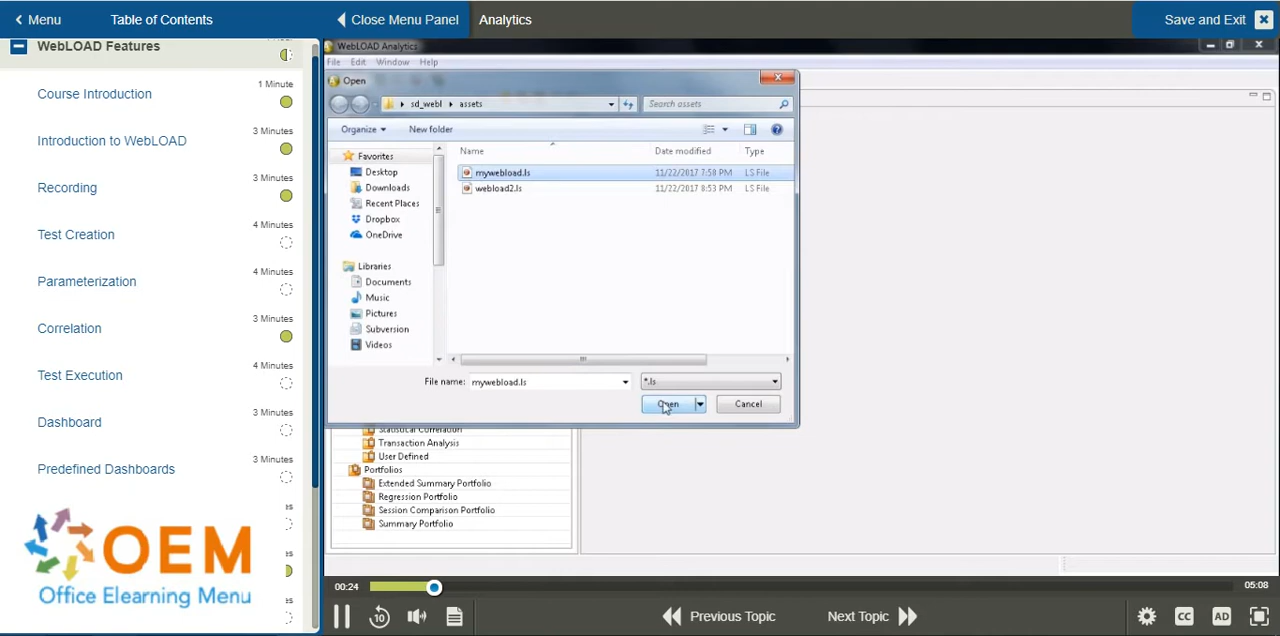 Menu
Table of Contents
Close Menu Panel
Analytics
Save and Exit
WebLOAD Features
1 Minute
Course Introduction
3 Minutes
Introduction to WebLOAD
3 Minutes
Recording
4 Minutes
Test Creation
4 Minutes
Parameterization
3 Minutes
Correlation
4 Minutes
Test Execution
3 Minutes
Dashboard
3 Minutes
Predefined Dashboards
OEM
Office Elearning Menu
WebLOAD Analytics
File Edit Window Help
Open
sd_webl
assets
Search assets
Organize
New folder
Name
Date modified
Type
Favorites
Desktop
Downloads
Recent Places
Dropbox
OneDrive
Libraries
Documents
Music
Pictures
Subversion
Videos
mywebload.ls
11/22/2017 7:58 PM
LS File
webload2.ls
11/22/2017 8:53 PM
LS File
File name:
mywebload.ls
*.ls
Open
Cancel
Statistical Correlation
Transaction Analysis
User Defined
Portfolios
Extended Summary Portfolio
Regression Portfolio
Session Comparison Portfolio
Summary Portfolio
00:24
05:08
10
Previous Topic
Next Topic
CC
AD